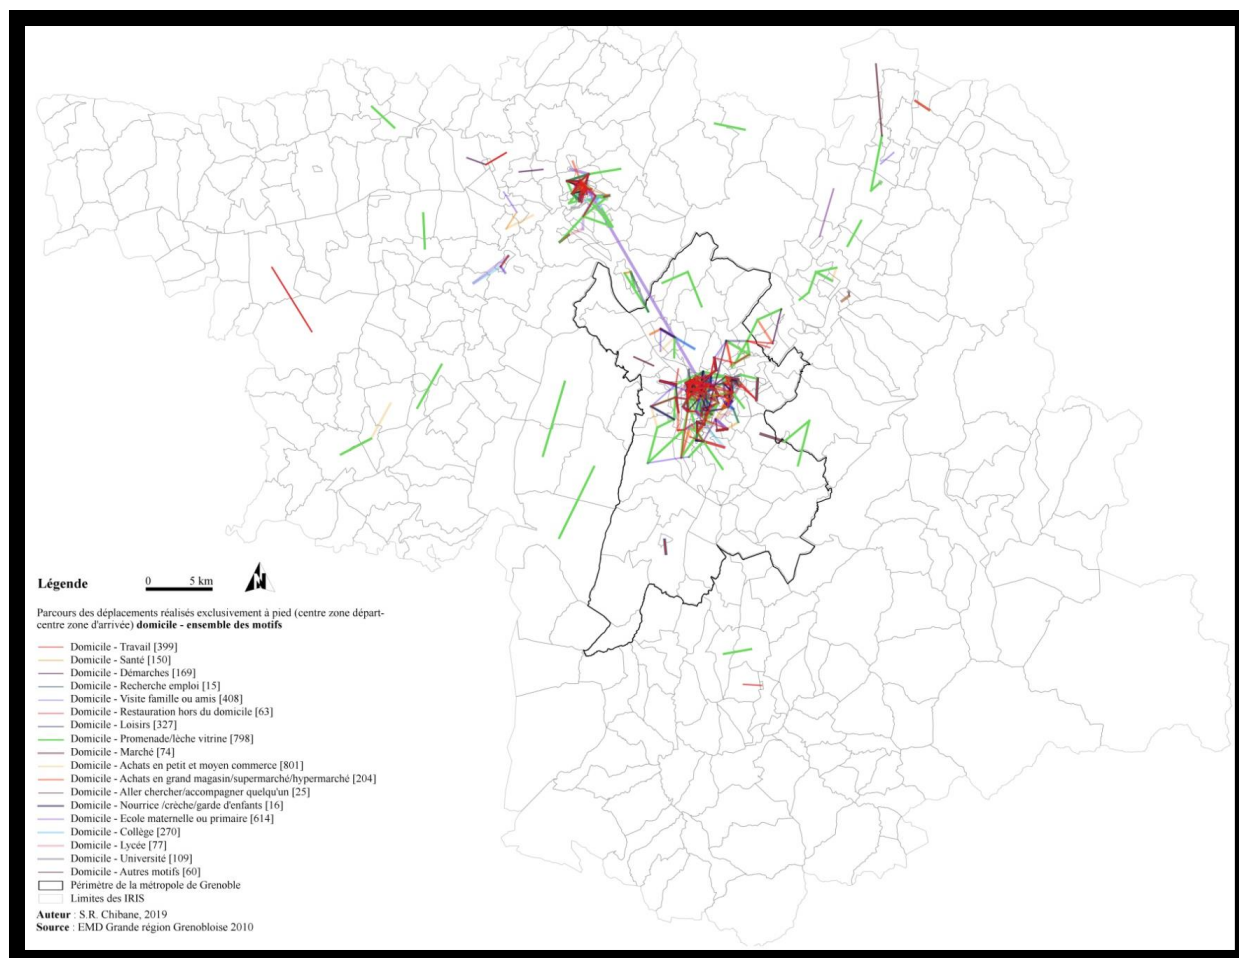 Légende
0 5 km
N
Parcours des déplacements réalisés exclusivement à pied (centre zone départ-
centre zone d'arrivée) domicile - ensemble des motifs
Domicile - Travail [399]
Domicile - Santé [150]
Domicile - Démarches [169]
Domicile - Recherche emploi [15]
Domicile - Visite famille ou amis [408]
Domicile - Restauration hors du domicile [63]
Domicile - Loisirs [327]
Domicile - Promenade/lèche vitrine [798]
Domicile - Marché [74]
Domicile - Achats en petit et moyen commerce [801]
Domicile - Achats en grand magasin/supermarché/hypermarché [204]
Domicile - Aller chercher/accompagner quelqu'un [25]
Domicile - Nourrice /crèche/garde d'enfants [16]
Domicile - Ecole maternelle ou primaire [614]
Domicile - Collège [270]
Domicile - Lycée [77]
Domicile - Université [109]
Domicile - Autres motifs [60]
Périmètre de la métropole de Grenoble
Limites des IRIS
Auteur : S.R. Chibane, 2019
Source : EMD Grande région Grenobloise 2010